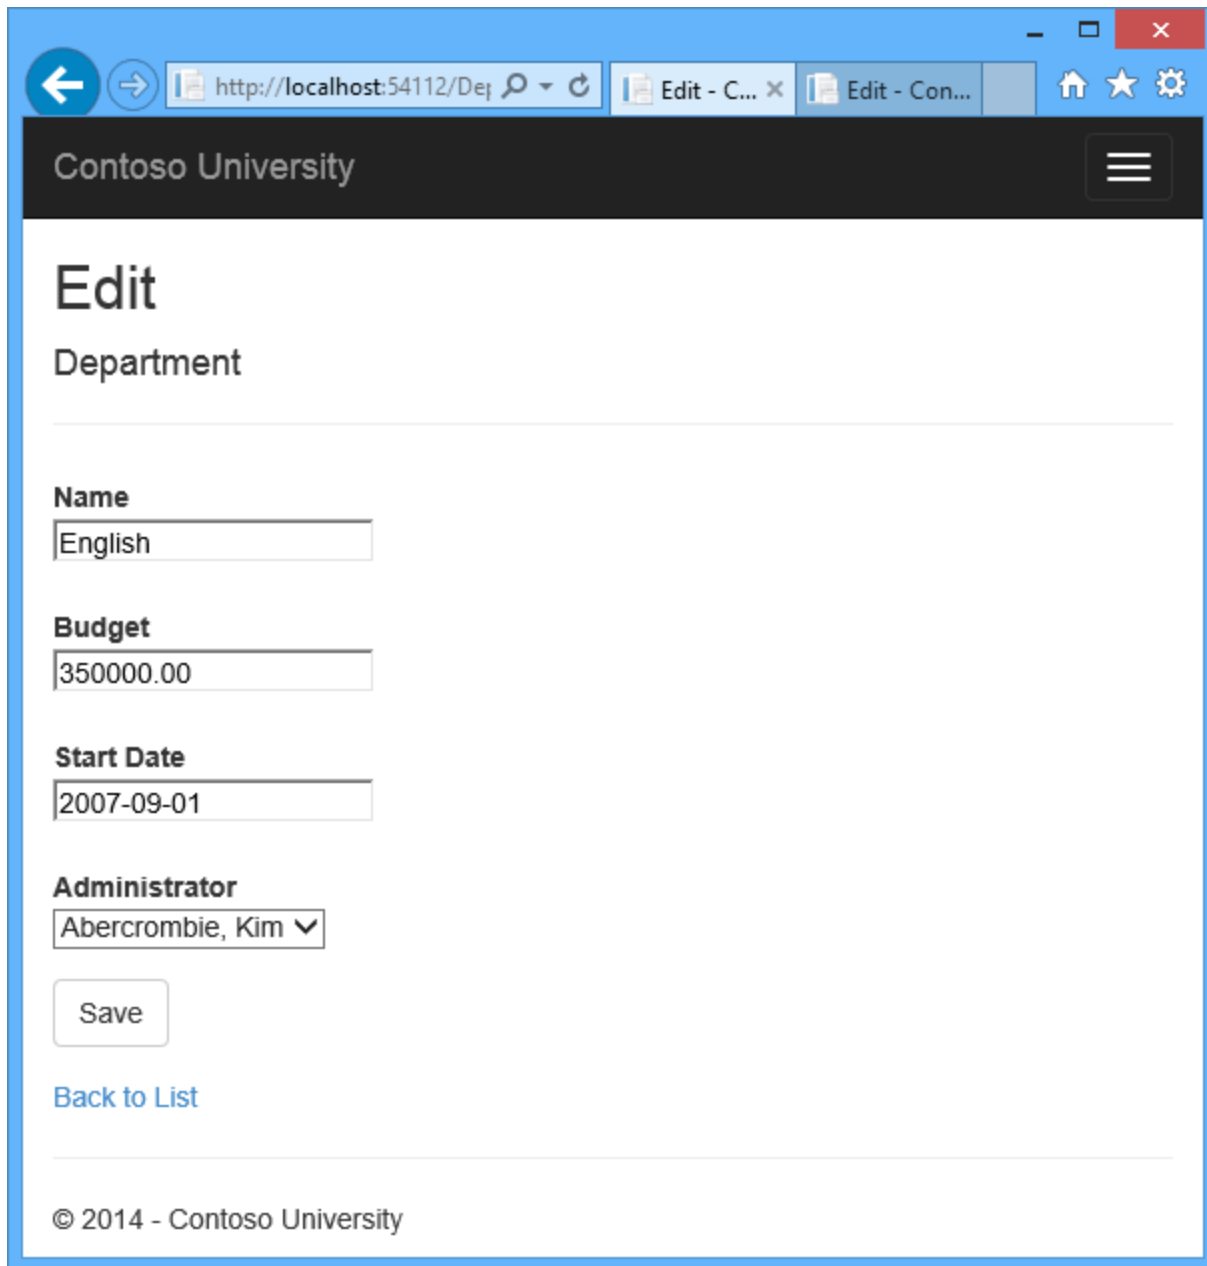 http://localhost:54112/De
Edit - C...
Edit - Con...
Contoso University
Edit
Department
Name
English
Budget
350000.00
Start Date
2007-09-01
Administrator
Abercrombie, Kim
Save
Back to List
© 2014 - Contoso University